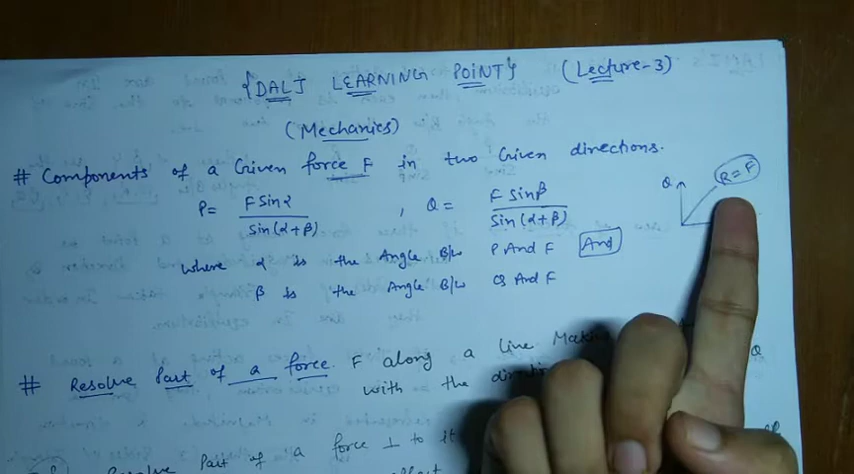 {DALJ LEARNING POINT} (Lecture-3)
(Mechanics)
# Components of a Given force F in two Given directions.
P = F Sinα / Sin(α+β) , Q = F Sinβ / Sin(α+β)
Q R = F
where α is the Angle B/w P And F And
β is the Angle B/w Q And F
# Resolve Part of a force F along a line Making
with the
Part of a force ⊥ to